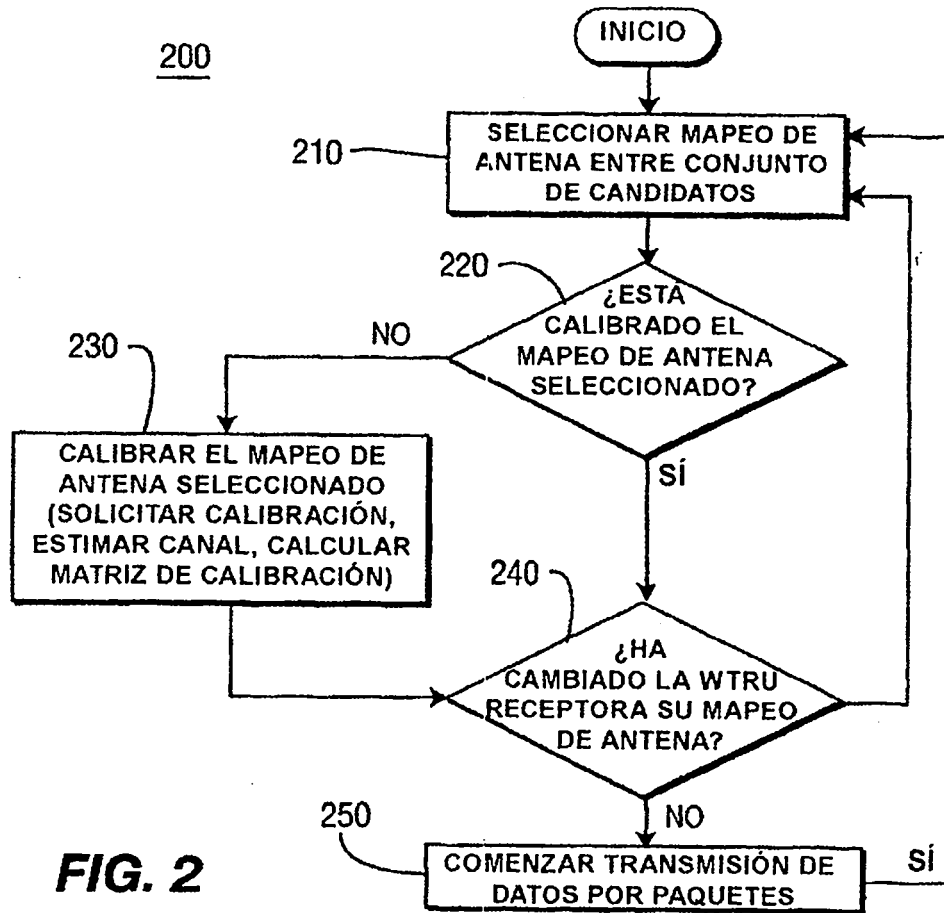 200
INICIO
210
SELECCIONAR MAPEO DE
ANTENA ENTRE CONJUNTO
DE CANDIDATOS
220
¿ESTÁ
CALIBRADO EL
MAPEO DE ANTENA
SELECCIONADO?
NO
SÍ
230
CALIBRAR EL MAPEO DE
ANTENA SELECCIONADO
(SOLICITAR CALIBRACIÓN,
ESTIMAR CANAL, CALCULAR
MATRIZ DE CALIBRACIÓN)
240
¿HA
CAMBIADO LA WTRU
RECEPTORA SU MAPEO
DE ANTENA?
NO
250
COMENZAR TRANSMISIÓN DE
DATOS POR PAQUETES
SÍ
FIG. 2